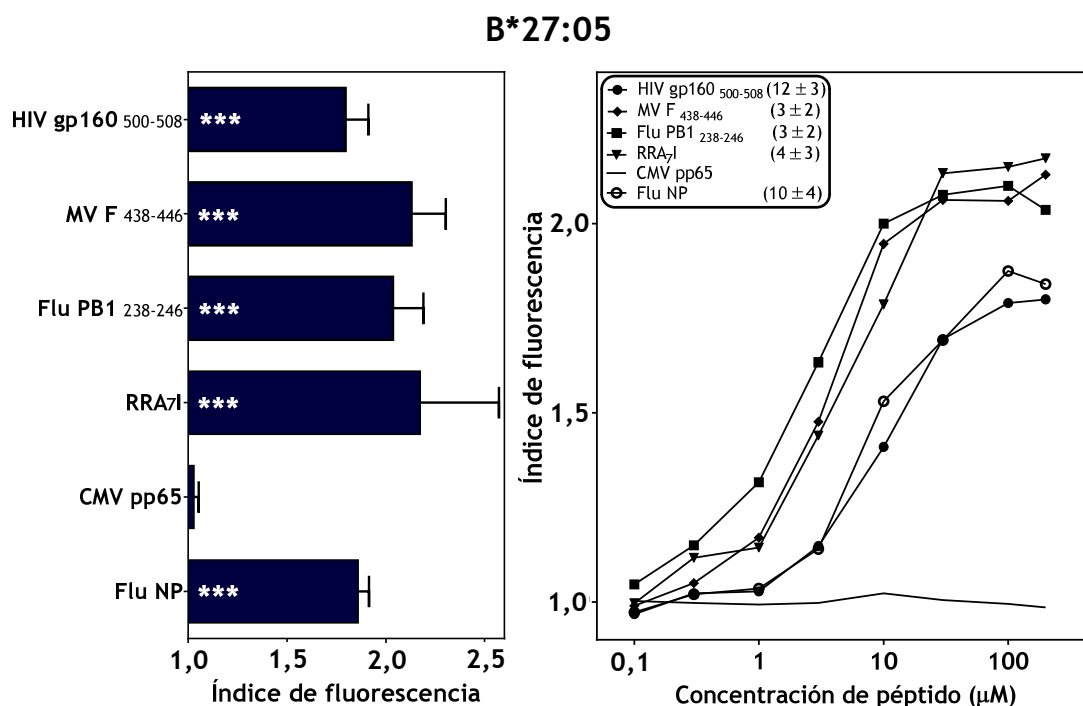 B*27:05
HIV gp160 500-508
MV F 438-446
Flu PB1 238-246
RRA7I
CMV pp65
Flu NP
***
***
***
***
***
1,0 1,5 2,0 2,5
Índice de fluorescencia
HIV gp160 500-508 (12 ± 3)
MV F 438-446 (3 ± 2)
Flu PB1 238-246 (3 ± 2)
RRA7I (4 ± 3)
CMV pp65
Flu NP (10 ± 4)
Índice de fluorescencia
2,0
1,5
1,0
0,1 1 10 100
Concentración de péptido (µM)